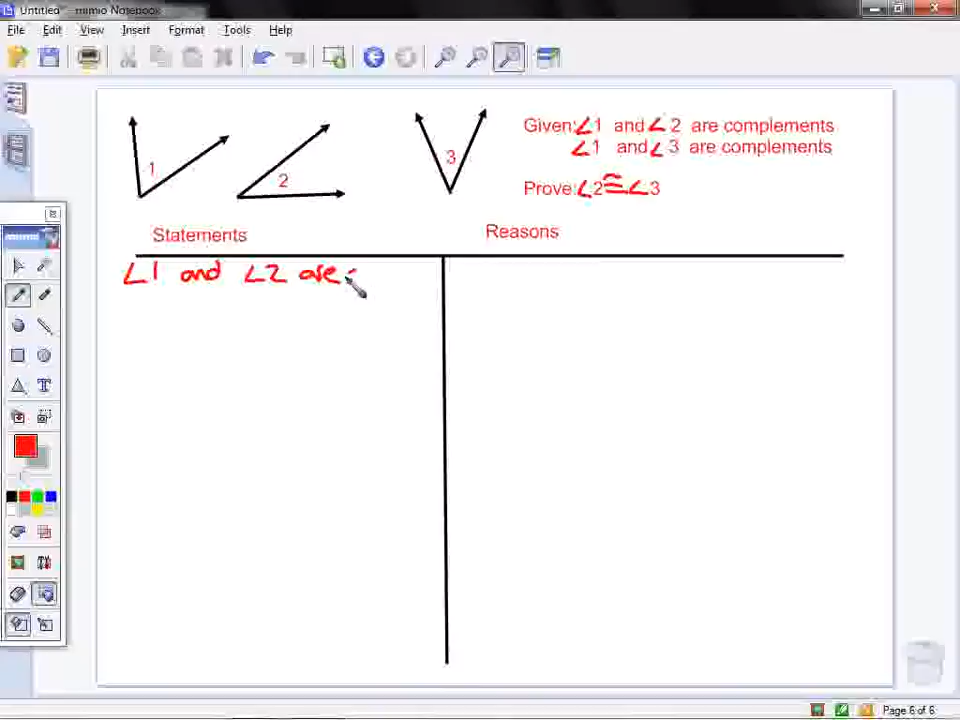 Untitled* - mimio Notebook
File Edit View Insert Format Tools Help
1
2
3
Given: ∠1 and ∠2 are complements
∠1 and ∠3 are complements
Prove: ∠2 ≅ ∠3
Statements
Reasons
∠1 and ∠2 are
mimio
T
Page 6 of 6